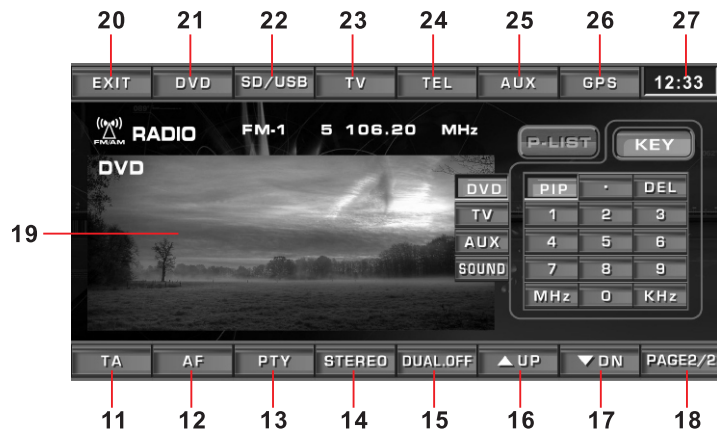 20 21 22 23 24 25 26 27
EXIT DVD SD/USB TV TEL AUX GPS 12:33
FM/AM RADIO FM-1 5 106.20 MHz
P-LIST KEY
DVD
DVD PIP · DEL
TV 1 2 3
19
AUX 4 5 6
SOUND 7 8 9
MHz 0 KHz
TA AF PTY STEREO DUAL.OFF ▲UP ▼DN PAGE2/2
11 12 13 14 15 16 17 18